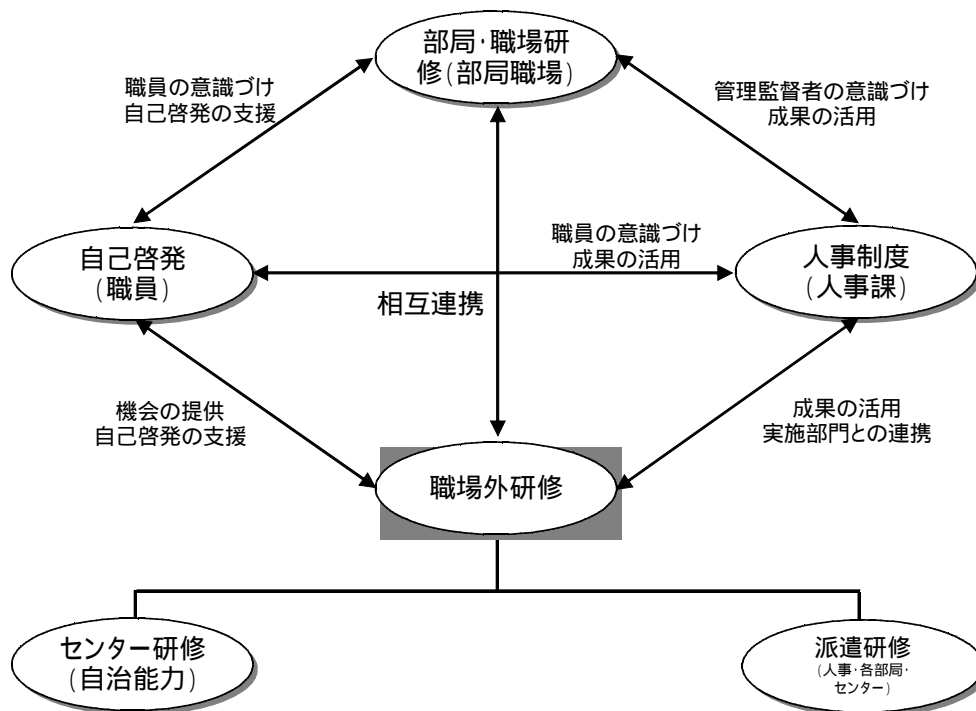 部局･職場研
修(部局職場)
職員の意識づけ
自己啓発の支援
管理監督者の意識づけ
成果の活用
自己啓発
(職員)
職員の意識づけ
成果の活用
人事制度
(人事課)
相互連携
機会の提供
自己啓発の支援
成果の活用
実施部門との連携
職場外研修
センター研修
(自治能力)
派遣研修
(人事･各部局･
センター)